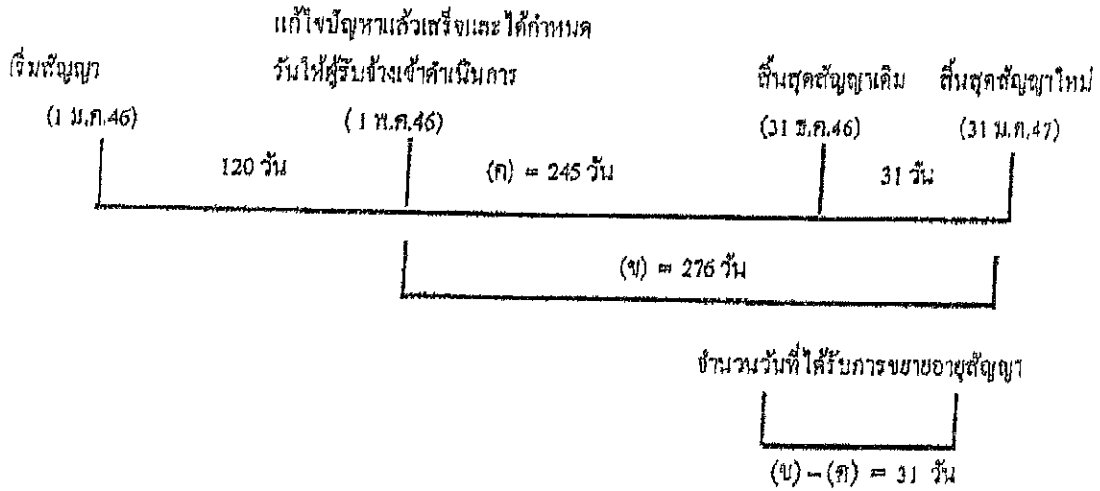 แก้ไขปัญหาแล้วเสร็จและได้กำหนด
เริ่มสัญญา วันให้ผู้รับจ้างเข้าดำเนินการ สิ้นสุดสัญญาเดิม สิ้นสุดสัญญาใหม่
(1 ม.ค.46) (1 พ.ค.46) (31 ธ.ค.46) (31 ม.ค.47)
120 วัน (ค) = 245 วัน 31 วัน
(ข) = 276 วัน
จำนวนวันที่ได้รับการขยายอายุสัญญา
(ข) – (ค) = 31 วัน